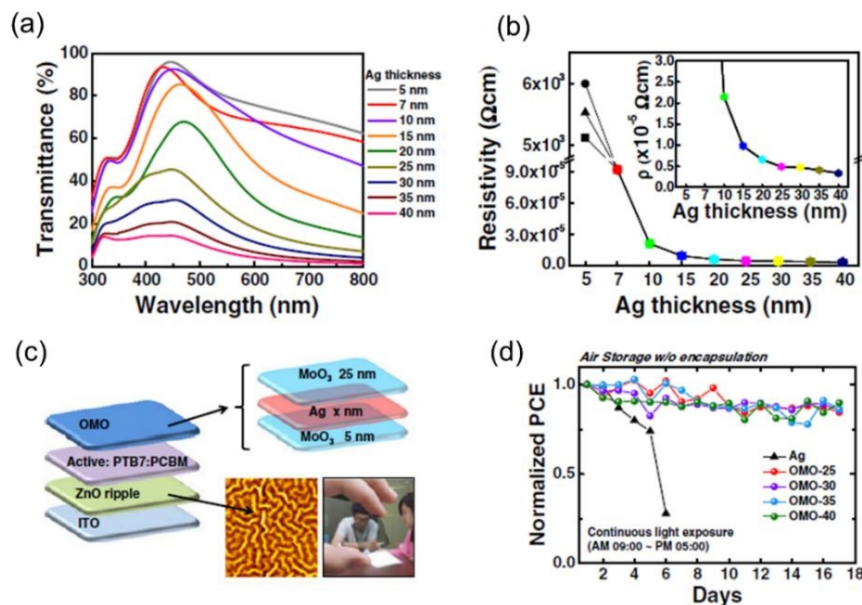 (a)
Transmittance (%)
100
80
60
40
20
0
300 400 500 600 700 800
Wavelength (nm)
Ag thickness
5 nm
7 nm
10 nm
15 nm
20 nm
25 nm
30 nm
35 nm
40 nm
(b)
Resistivity (Ωcm)
6x10³
5x10³
9.0x10⁻⁵
3.0x10⁻⁵
0.0
5 7 10 15 20 25 30 35 40
Ag thickness (nm)
ρ (x10⁻⁵ Ωcm)
3.0
2.5
2.0
1.5
1.0
0.5
0.0
5 7 10 15 20 25 30 35 40
Ag thickness (nm)
(c)
OMO
Active: PTB7:PCBM
ZnO ripple
ITO
MoO₃ 25 nm
Ag x nm
MoO₃ 5 nm
(d)
Air Storage w/o encapsulation
Normalized PCE
1.0
0.5
0.0
Ag
OMO-25
OMO-30
OMO-35
OMO-40
Continuous light exposure
(AM 09:00 ~ PM 05:00)
2 4 6 8 10 12 14 16 18
Days